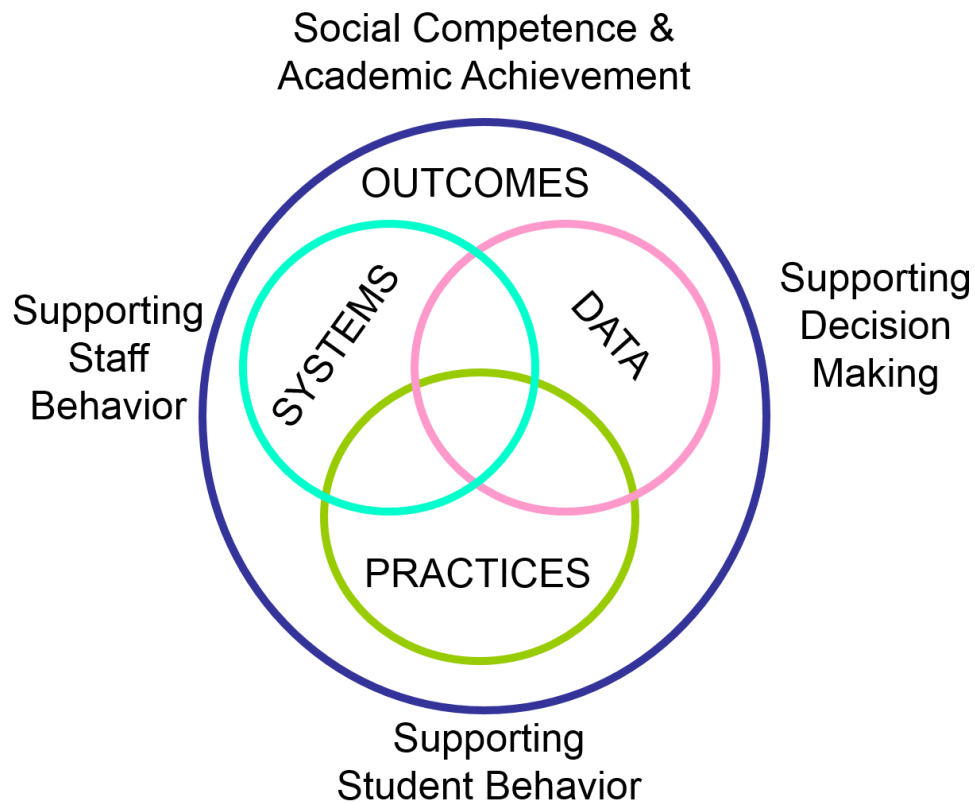 Social Competence &
Academic Achievement
OUTCOMES
SYSTEMS
DATA
Supporting
Staff
Behavior
Supporting
Decision
Making
PRACTICES
Supporting
Student Behavior